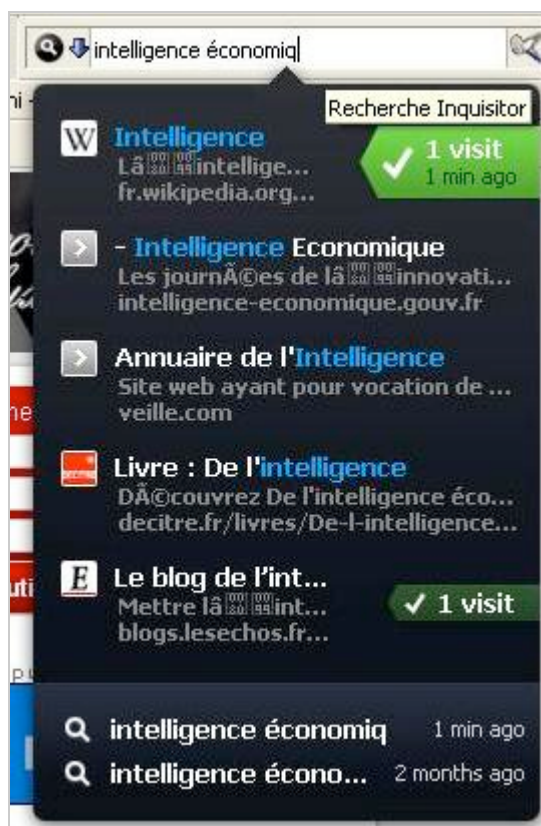 intelligence économiq
Recherche Inquisitor
Intelligence
1 visit
Lâ intellige...
1 min ago
fr.wikipedia.org...
- Intelligence Economique
Les journÃ©es de lâ innovati...
intelligence-economique.gouv.fr
Annuaire de l'Intelligence
Site web ayant pour vocation de ...
veille.com
Livre : De l'intelligence
DÃ©couvrez De l'intelligence éco...
decitre.fr/livres/De-l-intelligence...
E Le blog de l’int...
Mettre lâ int...
1 visit
blogs.lesechos.fr...
intelligence économiq 1 min ago
intelligence écono... 2 months ago